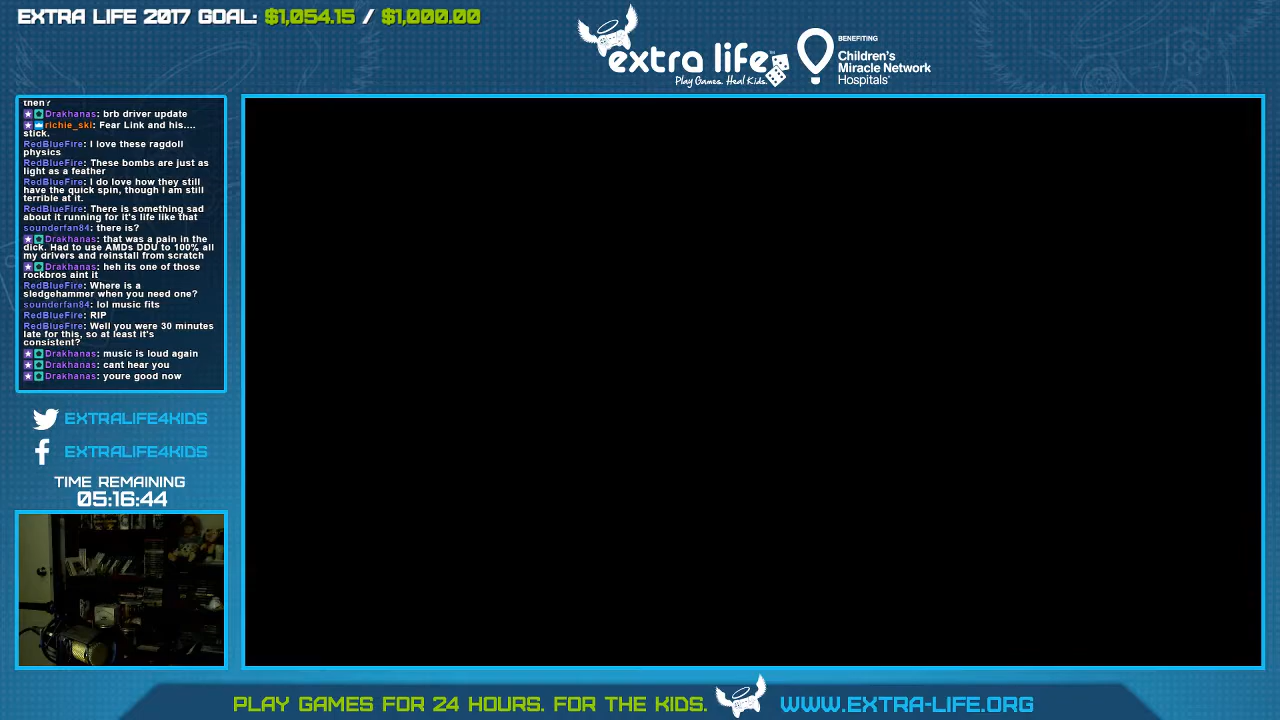 EXTRA LIFE 2017 GOAL: $1,054.15 / $1,000.00
extra life
Play Games. Heal Kids.
BENEFITING
Children's
Miracle Network
Hospitals
then?
Drakhanas: brb driver update
richie_ski: Fear Link and his....
stick.
RedBlueFire: I love these ragdoll
physics
RedBlueFire: These bombs are just as
light as a feather
RedBlueFire: I do love how they still
have the quick spin, though I am still
terrible at it.
RedBlueFire: There is something sad
about it running for it's life like that
sounderfan84: there is?
Drakhanas: that was a pain in the
dick. Had to use AMDs DDU to 100% all
my drivers and reinstall from scratch
Drakhanas: heh its one of those
rockbros aint it
RedBlueFire: Where is a
sledgehammer when you need one?
sounderfan84: lol music fits
RedBlueFire: RIP
RedBlueFire: Well you were 30 minutes
late for this, so at least it's
consistent?
Drakhanas: music is loud again
Drakhanas: cant hear you
Drakhanas: youre good now
EXTRALIFE4KIDS
EXTRALIFE4KIDS
TIME REMAINING
05:16:44
PLAY GAMES FOR 24 HOURS. FOR THE KIDS.
WWW.EXTRA-LIFE.ORG